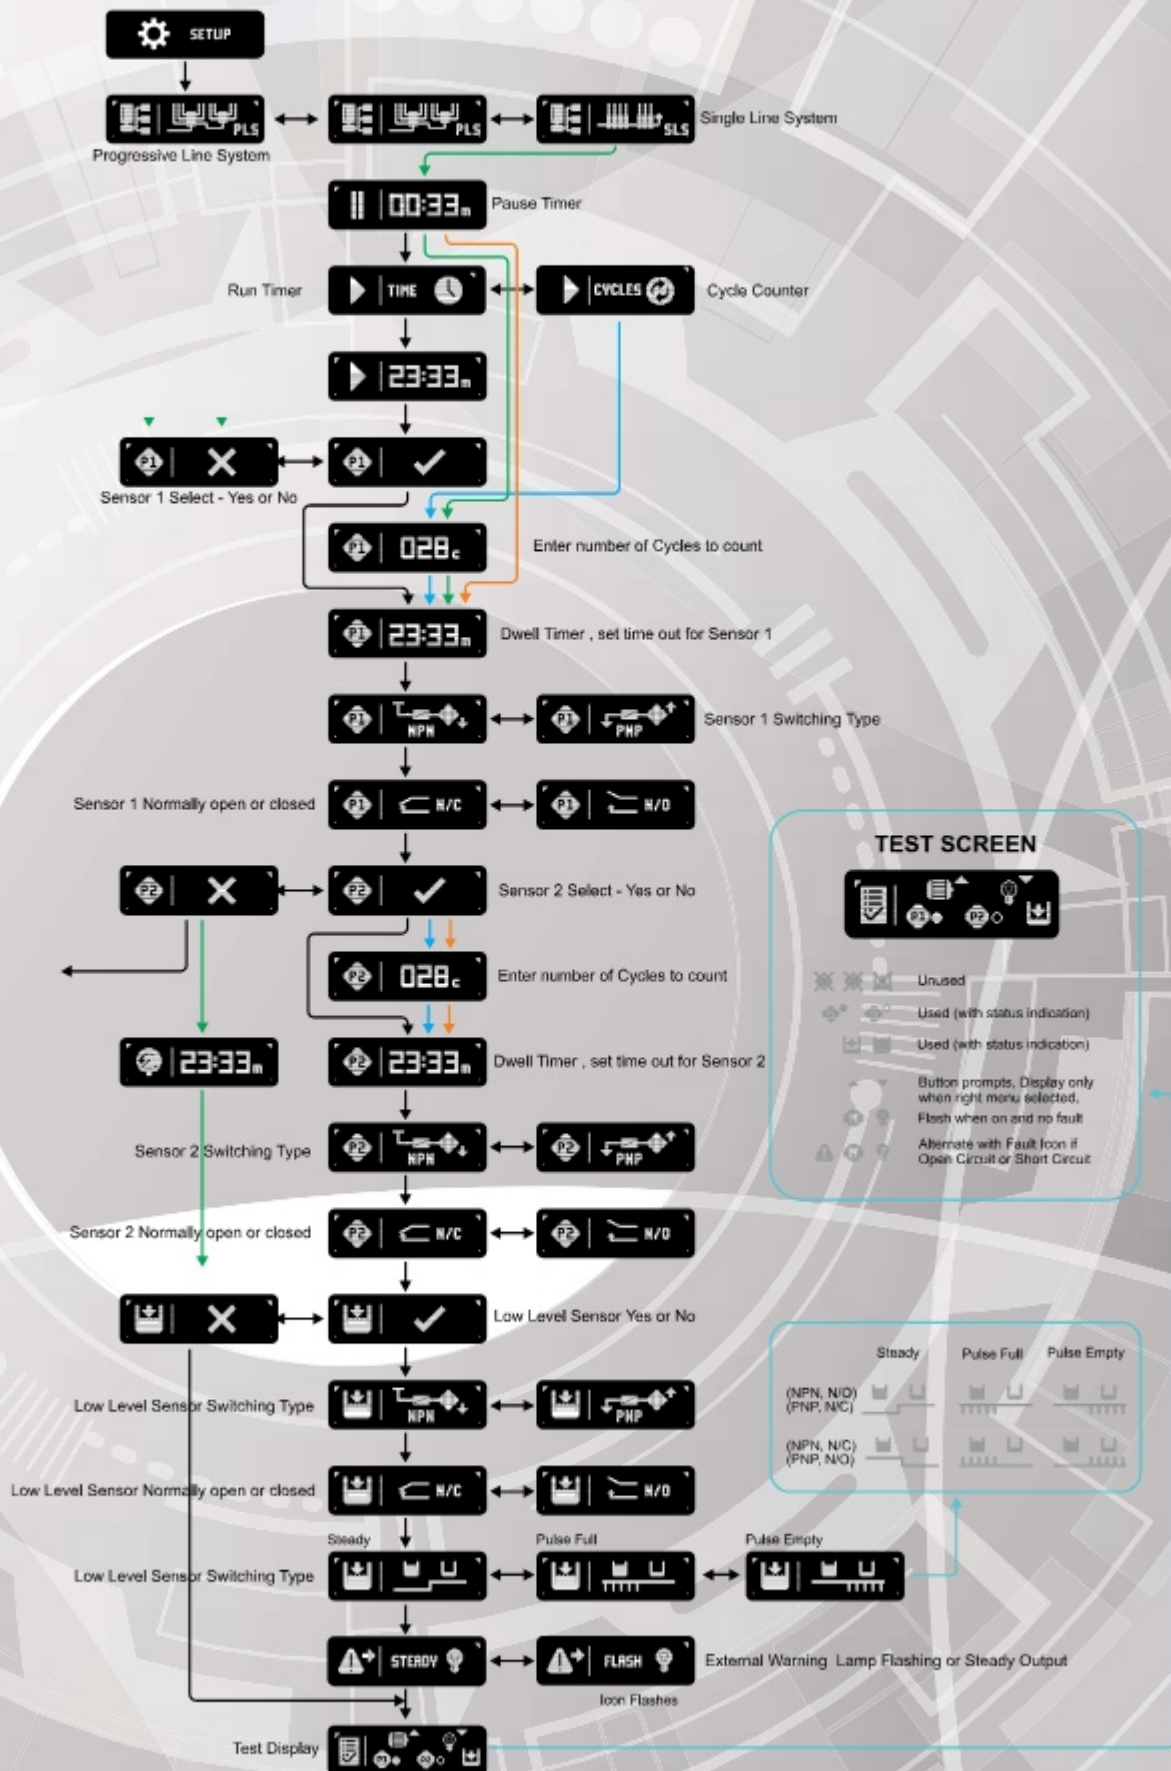 SETUP
PLS
PLS
SLS
Single Line System
Progressive Line System
00:33m
Pause Timer
Run Timer
TIME
CYCLES
Cycle Counter
23:33m
P1
P1
Sensor 1 Select - Yes or No
P1 028c
Enter number of Cycles to count
P1 23:33m
Dwell Timer , set time out for Sensor 1
P1 NPN
P1 PNP
Sensor 1 Switching Type
Sensor 1 Normally open or closed
P1 N/C
P1 N/O
P2
P2
Sensor 2 Select - Yes or No
P2 028c
Enter number of Cycles to count
23:33m
P2 23:33m
Dwell Timer , set time out for Sensor 2
Sensor 2 Switching Type
P2 NPN
P2 PNP
Sensor 2 Normally open or closed
P2 N/C
P2 N/O
Low Level Sensor Yes or No
Low Level Sensor Switching Type
NPN
PNP
Low Level Sensor Normally open or closed
N/C
N/O
Steady
Pulse Full
Pulse Empty
Low Level Sensor Switching Type
STEADY
FLASH
External Warning Lamp Flashing or Steady Output
Icon Flashes
Test Display
P1 P2
TEST SCREEN
P1 P2
Unused
Used (with status indication)
Used (with status indication)
Button prompts, Display only
when right menu selected.
Flash when on and no fault
Alternate with Fault Icon if
Open Circuit or Short Circuit
Steady Pulse Full Pulse Empty
(NPN, N/O)
(PNP, N/C)
(NPN, N/C)
(PNP, N/O)